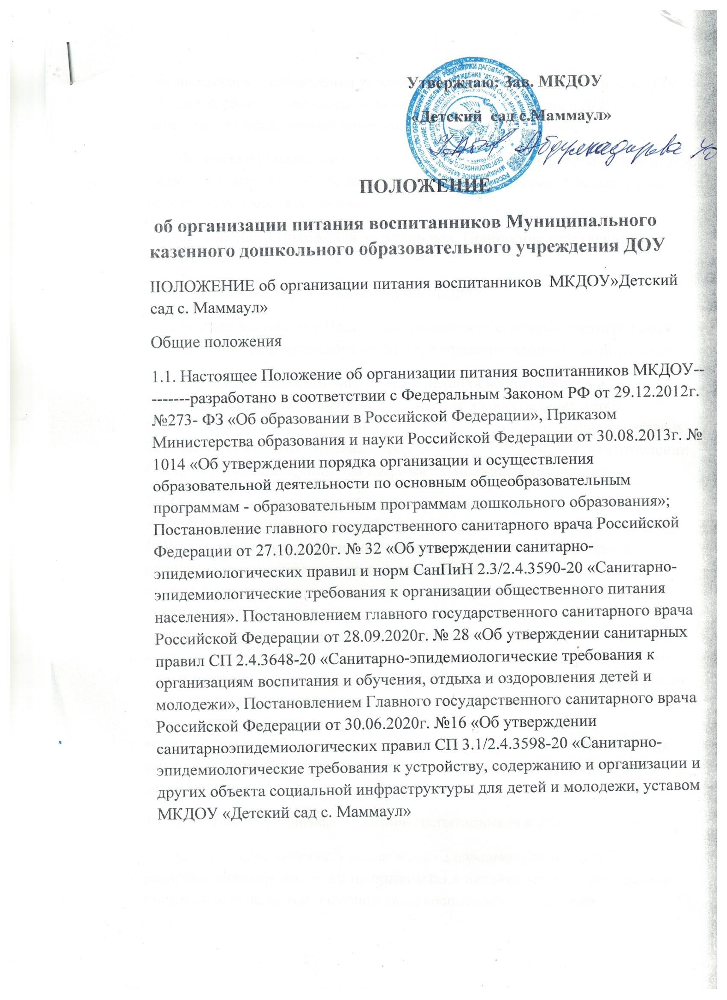 Утверждаю: Зав. МКДОУ
«Детский сад с.Маммаул»
Абдулкадырова
ПОЛОЖЕНИЕ
об организации питания воспитанников Муниципального
казенного дошкольного образовательного учреждения ДОУ
ПОЛОЖЕНИЕ об организации питания воспитанников МКДОУ»Детский
сад с. Маммаул»
Общие положения
1.1. Настоящее Положение об организации питания воспитанников МКДОУ--
-------разработано в соответствии с Федеральным Законом РФ от 29.12.2012г.
№273- ФЗ «Об образовании в Российской Федерации», Приказом
Министерства образования и науки Российской Федерации от 30.08.2013г. №
1014 «Об утверждении порядка организации и осуществления
образовательной деятельности по основным общеобразовательным
программам - образовательным программам дошкольного образования»;
Постановление главного государственного санитарного врача Российской
Федерации от 27.10.2020г. № 32 «Об утверждении санитарно-
эпидемиологических правил и норм СанПиН 2.3/2.4.3590-20 «Санитарно-
эпидемиологические требования к организации общественного питания
населения». Постановлением главного государственного санитарного врача
Российской Федерации от 28.09.2020г. № 28 «Об утверждении санитарных
правил СП 2.4.3648-20 «Санитарно-эпидемиологические требования к
организациям воспитания и обучения, отдыха и оздоровления детей и
молодежи», Постановлением Главного государственного санитарного врача
Российской Федерации от 30.06.2020г. №16 «Об утверждении
санитарноэпидемиологических правил СП 3.1/2.4.3598-20 «Санитарно-
эпидемиологические требования к устройству, содержанию и организации и
других объекта социальной инфраструктуры для детей и молодежи, уставом
МКДОУ «Детский сад с. Маммаул»